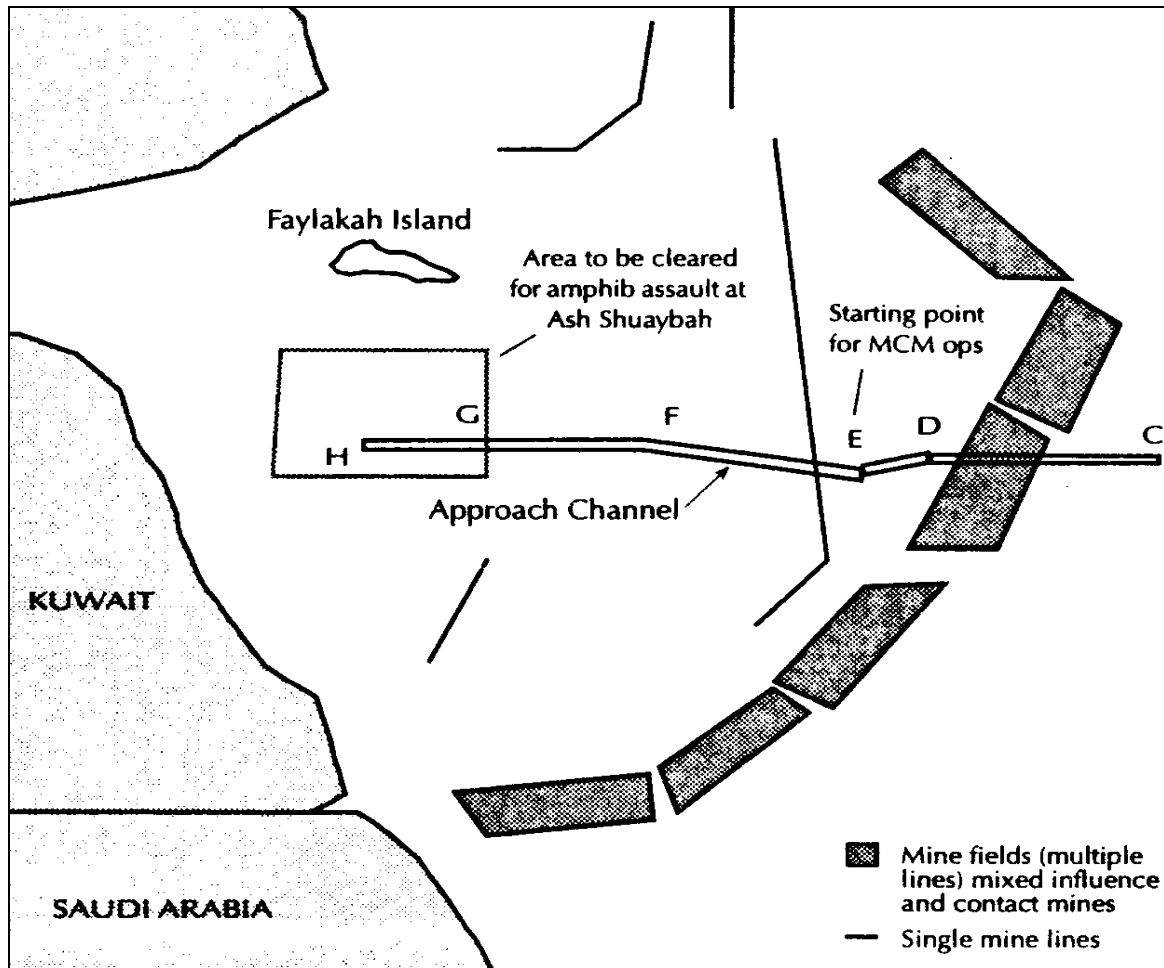 Faylakah Island
Area to be cleared
for amphib assault at
Ash Shuaybah
Starting point
for MCM ops
G
F
E
D
C
H
Approach Channel
KUWAIT
SAUDI ARABIA
Mine fields (multiple
lines) mixed influence
and contact mines
Single mine lines